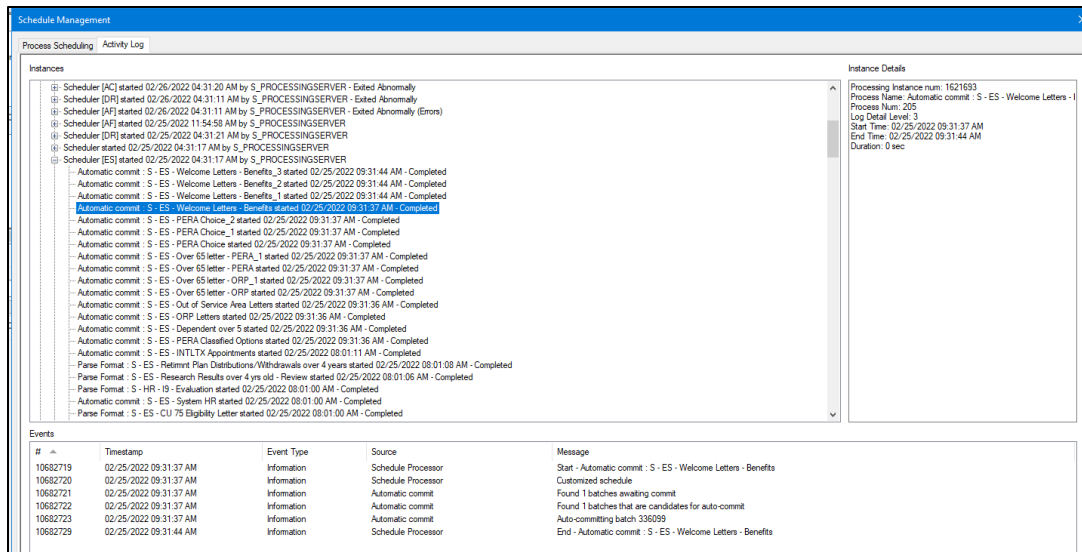 Schedule Management
Process Scheduling Activity Log
Instances
Scheduler [AC] started 02/26/2022 04:31:20 AM by S_PROCESSINGSERVER - Exited Abnormally
Scheduler [DR] started 02/26/2022 04:31:11 AM by S_PROCESSINGSERVER - Exited Abnormally
Scheduler [AF] started 02/26/2022 04:31:11 AM by S_PROCESSINGSERVER - Exited Abnormally (Errors)
Scheduler [AF] started 02/25/2022 11:54:58 AM by S_PROCESSINGSERVER
Scheduler [DR] started 02/25/2022 04:31:21 AM by S_PROCESSINGSERVER
Scheduler started 02/25/2022 04:31:17 AM by S_PROCESSINGSERVER
Scheduler [ES] started 02/25/2022 04:31:17 AM by S_PROCESSINGSERVER
Automatic commit : S - ES - Welcome Letters - Benefits_3 started 02/25/2022 09:31:44 AM - Completed
Automatic commit : S - ES - Welcome Letters - Benefits_2 started 02/25/2022 09:31:44 AM - Completed
Automatic commit : S - ES - Welcome Letters - Benefits_1 started 02/25/2022 09:31:44 AM - Completed
Automatic commit : S - ES - Welcome Letters - Benefits started 02/25/2022 09:31:37 AM - Completed
Automatic commit : S - ES - PERA Choice_2 started 02/25/2022 09:31:37 AM - Completed
Automatic commit : S - ES - PERA Choice_1 started 02/25/2022 09:31:37 AM - Completed
Automatic commit : S - ES - PERA Choice started 02/25/2022 09:31:37 AM - Completed
Automatic commit : S - ES - Over 65 letter - PERA_1 started 02/25/2022 09:31:37 AM - Completed
Automatic commit : S - ES - Over 65 letter - PERA started 02/25/2022 09:31:37 AM - Completed
Automatic commit : S - ES - Over 65 letter - ORP_1 started 02/25/2022 09:31:37 AM - Completed
Automatic commit : S - ES - Over 65 letter - ORP started 02/25/2022 09:31:37 AM - Completed
Automatic commit : S - ES - Out of Service Area Letters started 02/25/2022 09:31:36 AM - Completed
Automatic commit : S - ES - ORP Letters started 02/25/2022 09:31:36 AM - Completed
Automatic commit : S - ES - Dependent over 5 started 02/25/2022 09:31:36 AM - Completed
Automatic commit : S - ES - PERA Classified Options started 02/25/2022 09:31:36 AM - Completed
Automatic commit : S - ES - INTLTX Appointments started 02/25/2022 08:01:11 AM - Completed
Parse Format : S - ES - Retirmnt Plan Distributions/Withdrawals over 4 years started 02/25/2022 08:01:08 AM - Completed
Parse Format : S - ES - Research Results over 4 yrs old - Review started 02/25/2022 08:01:06 AM - Completed
Parse Format : S - HR - I9 - Evaluation started 02/25/2022 08:01:00 AM - Completed
Automatic commit : S - ES - System HR started 02/25/2022 08:01:00 AM - Completed
Parse Format : S - ES - CU 75 Eligibility Letter started 02/25/2022 08:01:00 AM - Completed
Instance Details
Processing Instance num: 1621693
Process Name: Automatic commit : S - ES - Welcome Letters - 
Process Num: 205
Log Detail Level: 3
Start Time: 02/25/2022 09:31:37 AM
End Time: 02/25/2022 09:31:44 AM
Duration: 0 sec
Events
# Timestamp Event Type Source Message
10682719 02/25/2022 09:31:37 AM Information Schedule Processor Start - Automatic commit : S - ES - Welcome Letters - Benefits
10682720 02/25/2022 09:31:37 AM Information Schedule Processor Customized schedule
10682721 02/25/2022 09:31:37 AM Information Automatic commit Found 1 batches awaiting commit
10682722 02/25/2022 09:31:37 AM Information Automatic commit Found 1 batches that are candidates for auto-commit
10682723 02/25/2022 09:31:37 AM Information Automatic commit Auto-committing batch 336099
10682729 02/25/2022 09:31:44 AM Information Schedule Processor End - Automatic commit : S - ES - Welcome Letters - Benefits